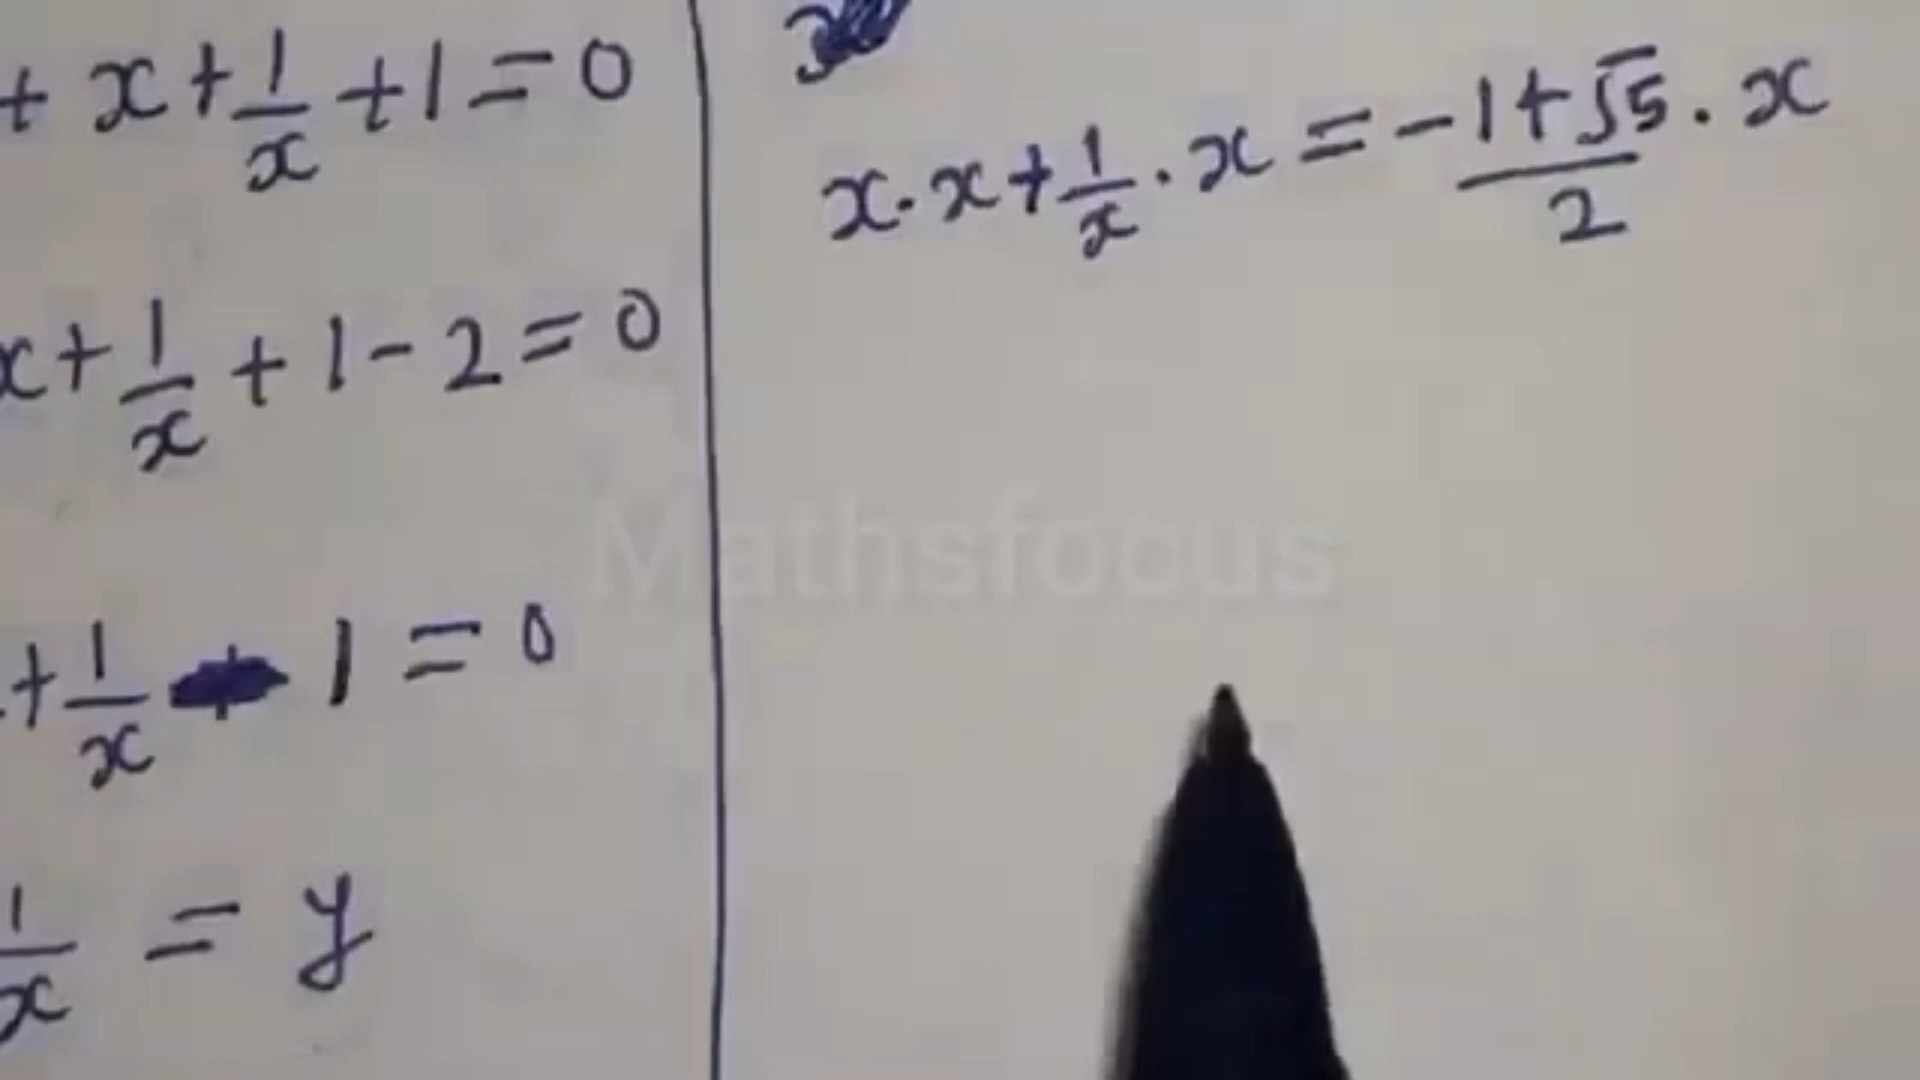 + x + 1/x + 1 = 0
x + 1/x + 1 - 2 = 0
+ 1/x - 1 = 0
1/x = y
x . x + 1/x . x = -1+√5/2 . x
Mathsfocus